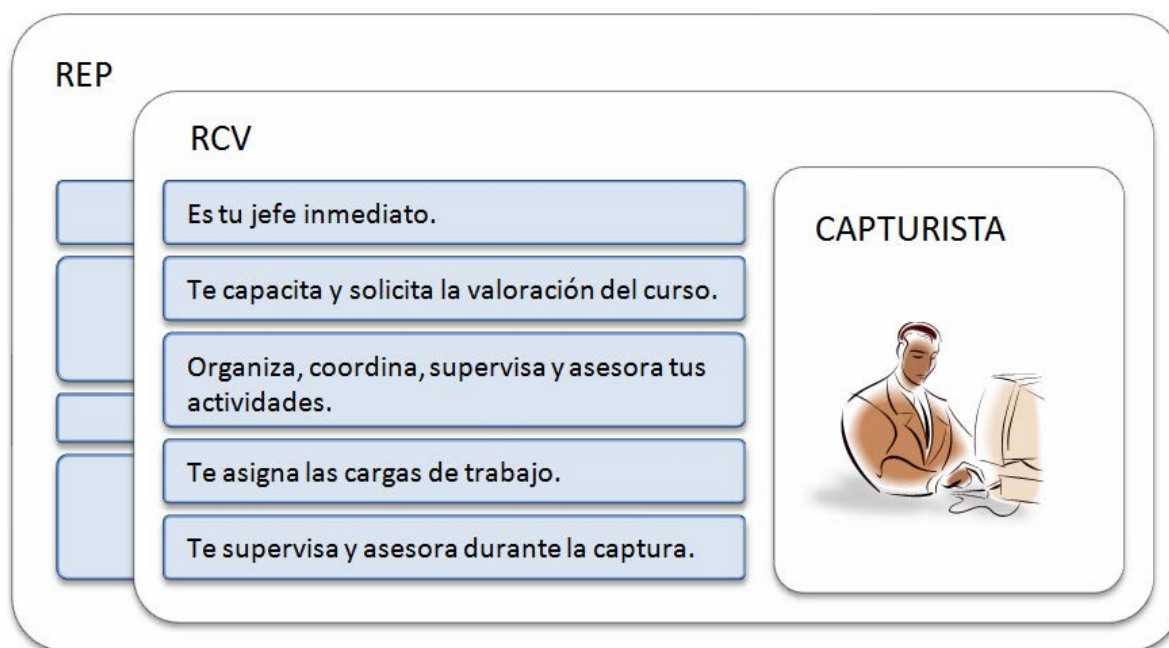 REP
RCV
Es tu jefe inmediato.
Te capacita y solicita la valoración del curso.
Organiza, coordina, supervisa y asesora tus
actividades.
Te asigna las cargas de trabajo.
Te supervisa y asesora durante la captura.
CAPTURISTA